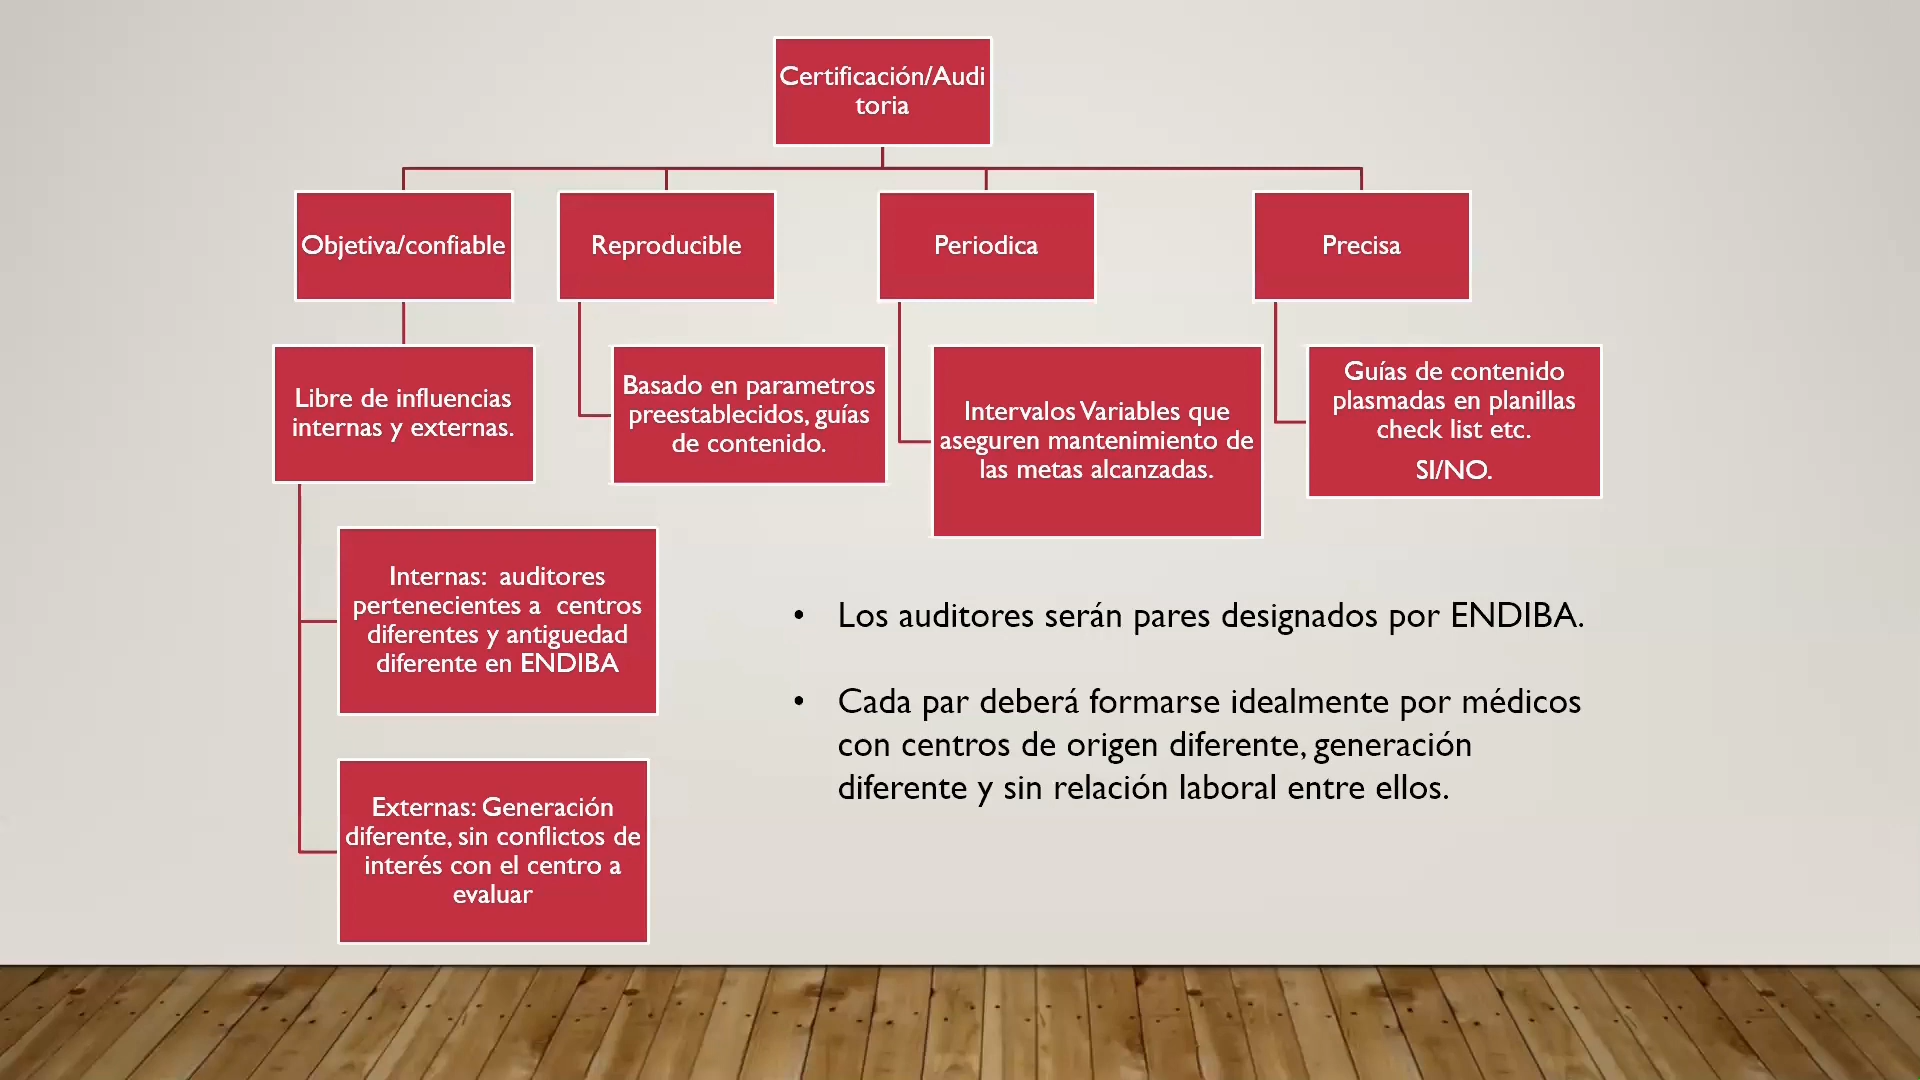 Certificación/Audi
toria
Objetiva/confiable
Reproducible
Periodica
Precisa
Libre de influencias
internas y externas.
Basado en parametros
preestablecidos, guías
de contenido.
Intervalos Variables que
aseguren mantenimiento de
las metas alcanzadas.
Guías de contenido
plasmadas en planillas
check list etc.
SI/NO.
Internas:  auditores
pertenecientes a  centros
diferentes y antiguedad
diferente en ENDIBA
Externas: Generación
diferente, sin conflictos de
interés con el centro a
evaluar
• Los auditores serán pares designados por ENDIBA.
• Cada par deberá formarse idealmente por médicos
con centros de origen diferente, generación
diferente y sin relación laboral entre ellos.